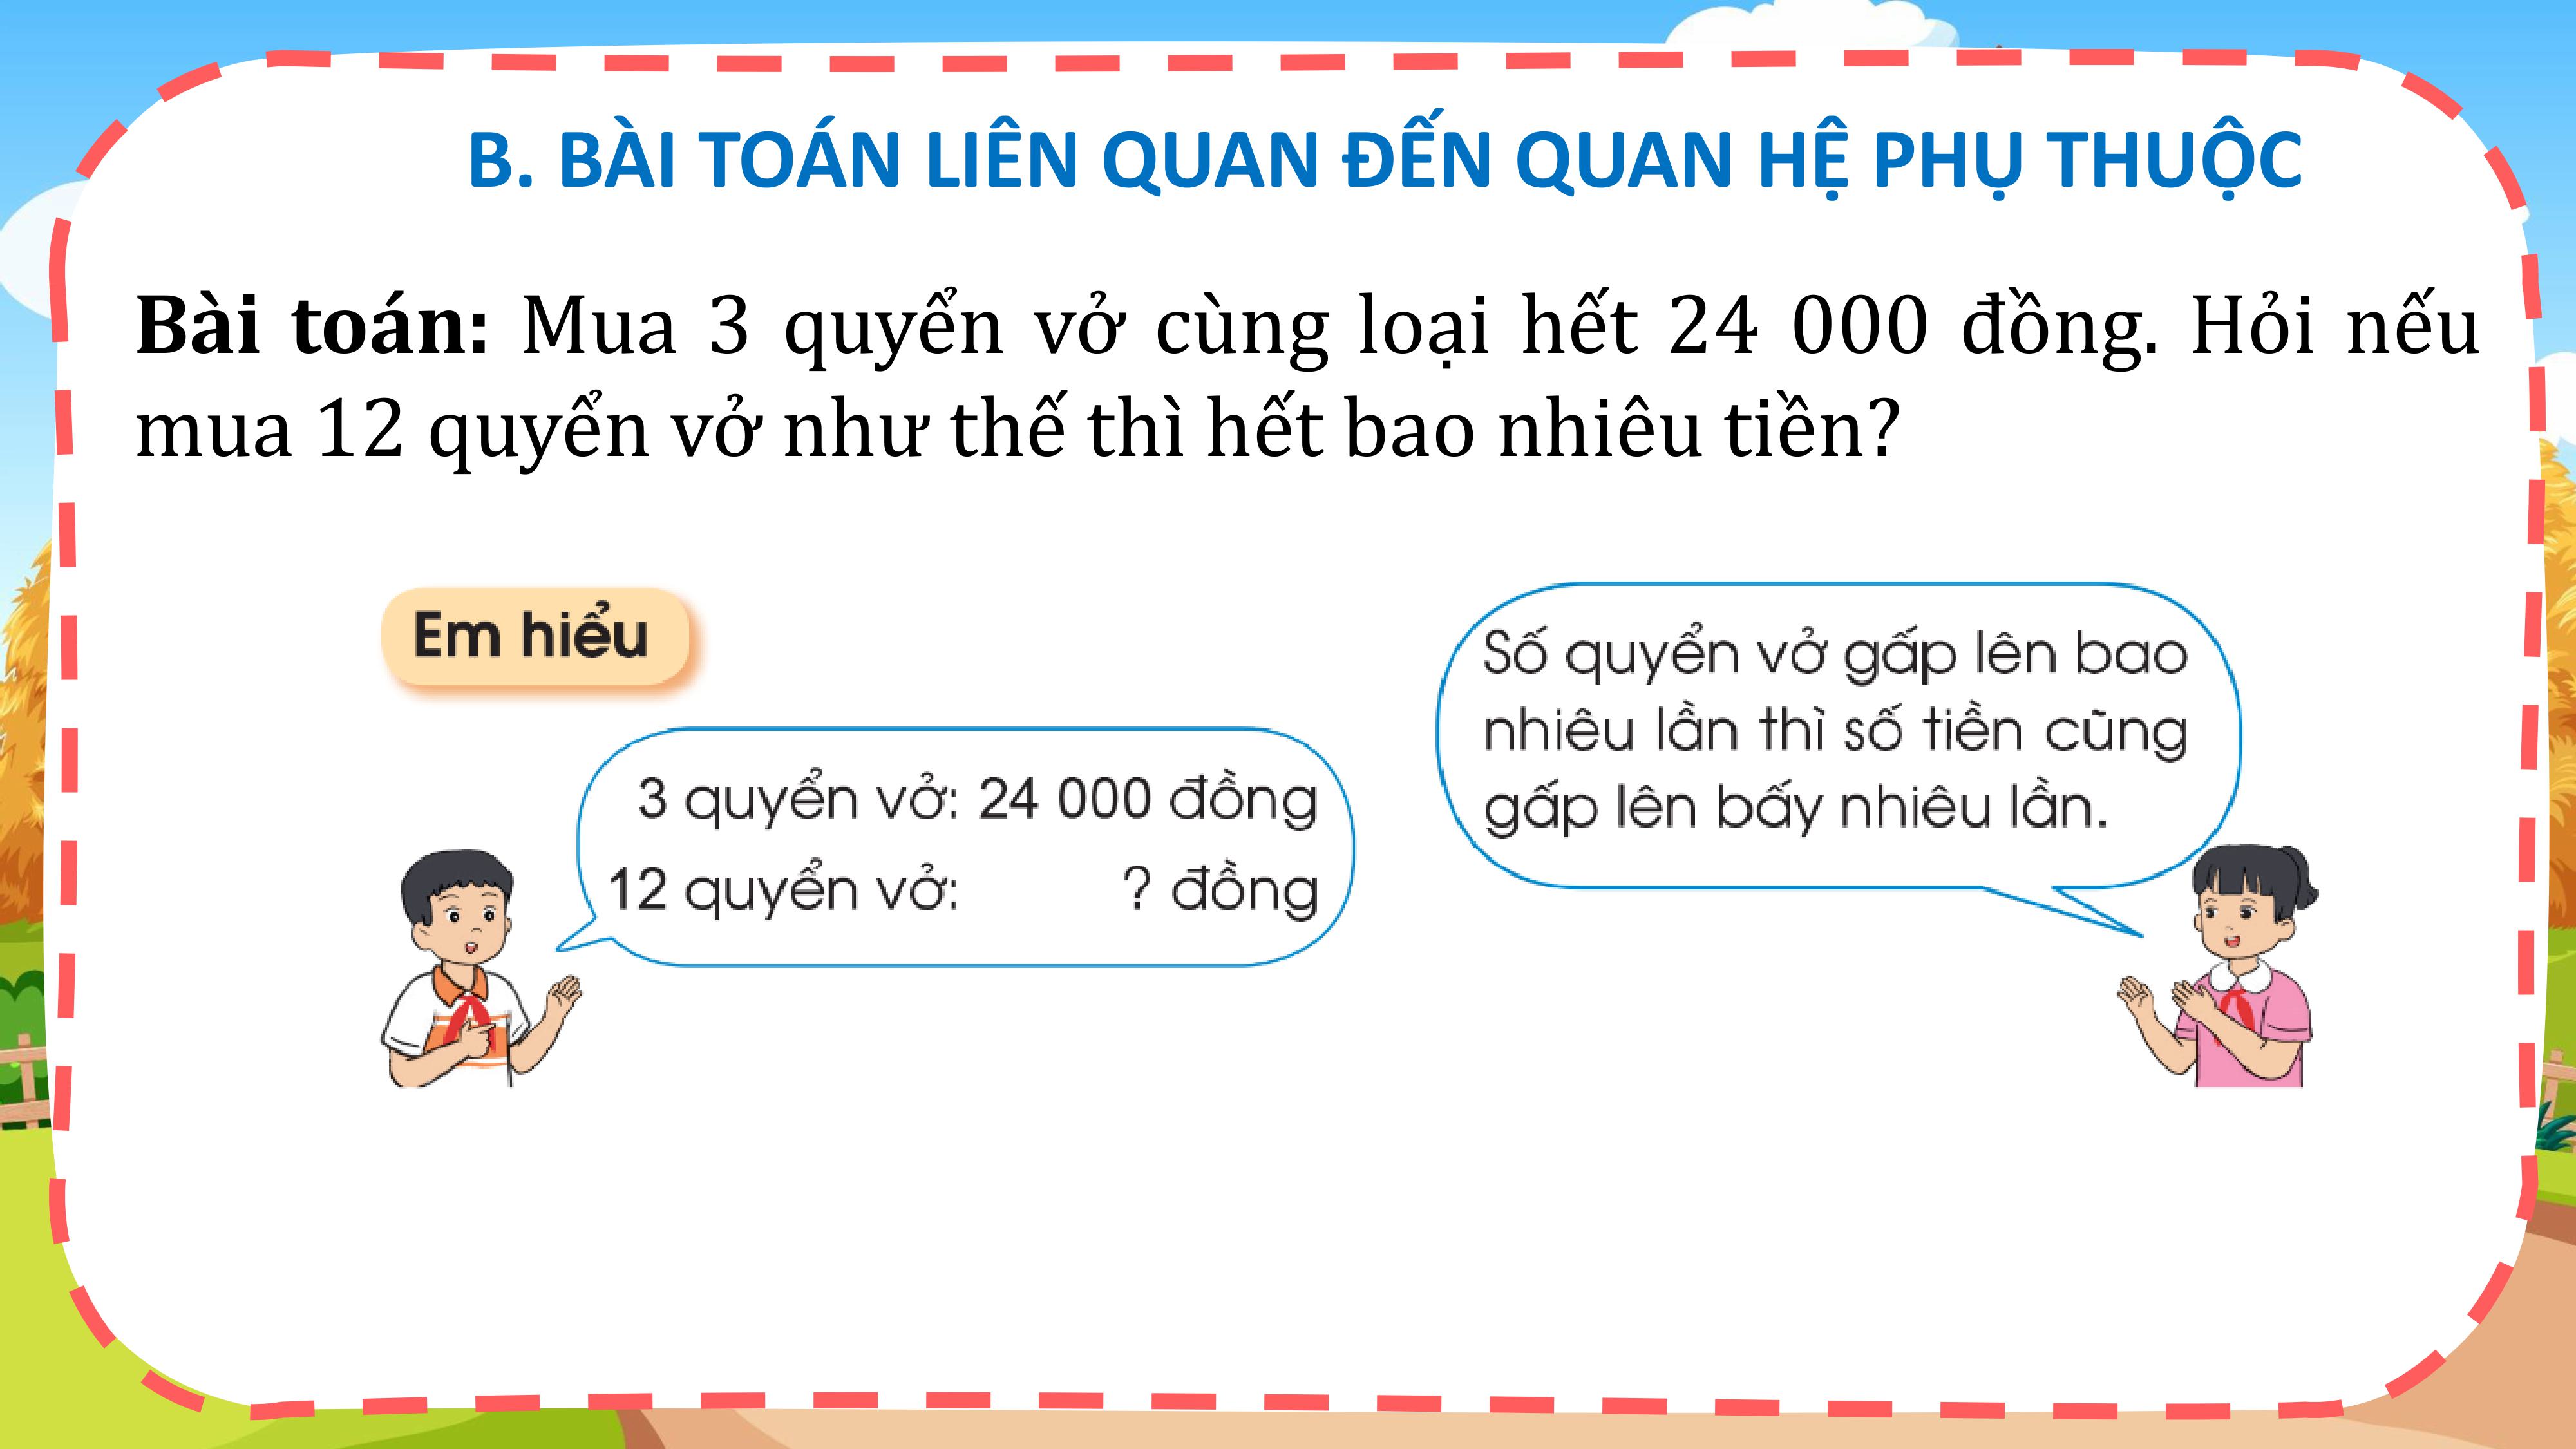 B. BÀI TOÁN LIÊN QUAN ĐẾN QUAN HỆ PHỤ THUỘC
Bài toán: Mua 3 quyển vở cùng loại hết 24 000 đồng. Hỏi nếu
mua 12 quyển vở như thế thì hết bao nhiêu tiền?
Em hiểu
3 quyển vở: 24 000 đồng
12 quyển vở: ? đồng
Số quyển vở gấp lên bao
nhiêu lần thì số tiền cũng
gấp lên bấy nhiêu lần.